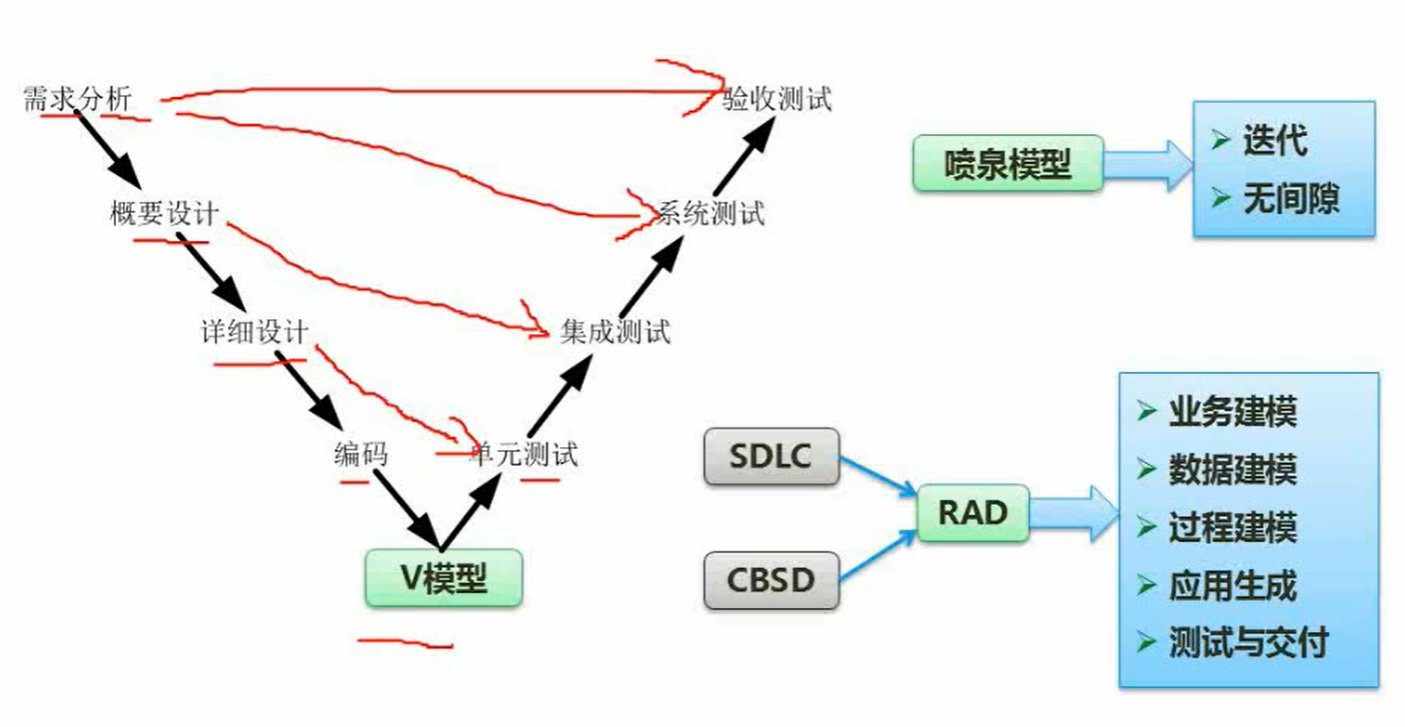 需求分析
验收测试
概要设计
系统测试
详细设计
集成测试
编码
单元测试
V模型
喷泉模型
迭代
无间隙
SDLC
CBSD
RAD
业务建模
数据建模
过程建模
应用生成
测试与交付